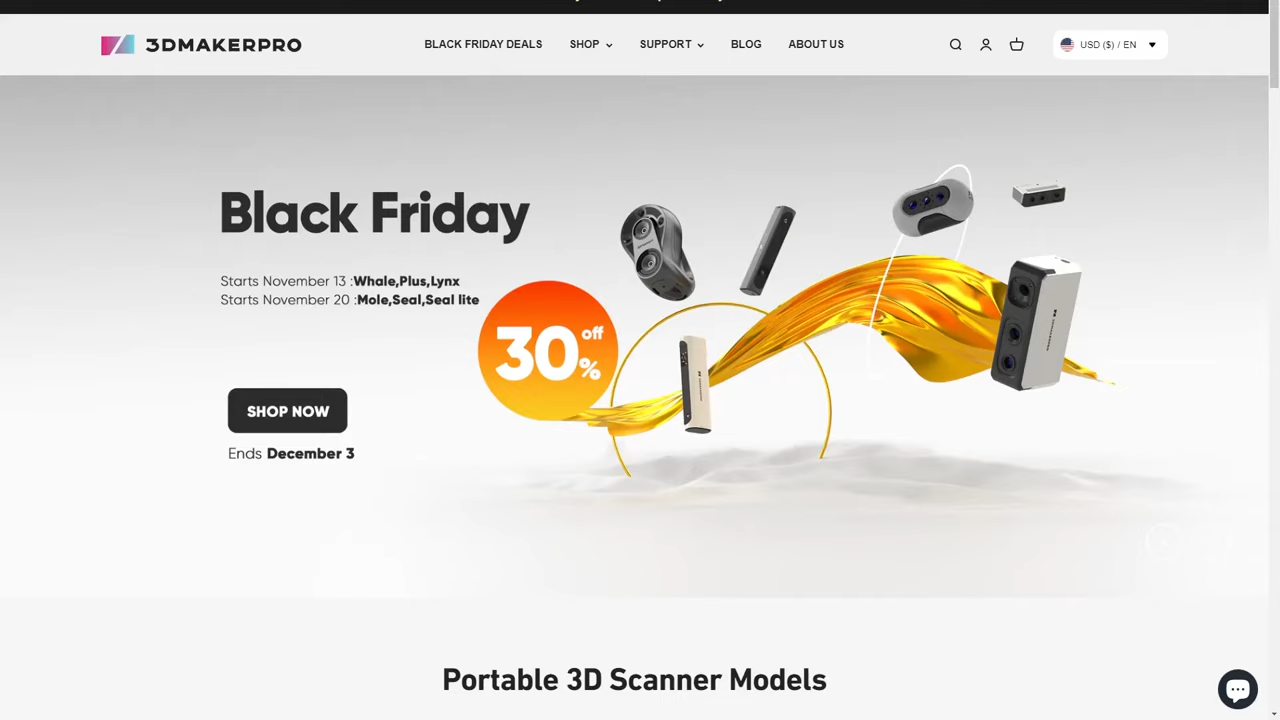 3DMAKERPRO
BLACK FRIDAY DEALS
SHOP
SUPPORT
BLOG
ABOUT US
USD ($) / EN
Black Friday
Starts November 13 :Whale,Plus,Lynx
Starts November 20 :Mole,Seal,Seal lite
30% off
SHOP NOW
Ends December 3
Portable 3D Scanner Models